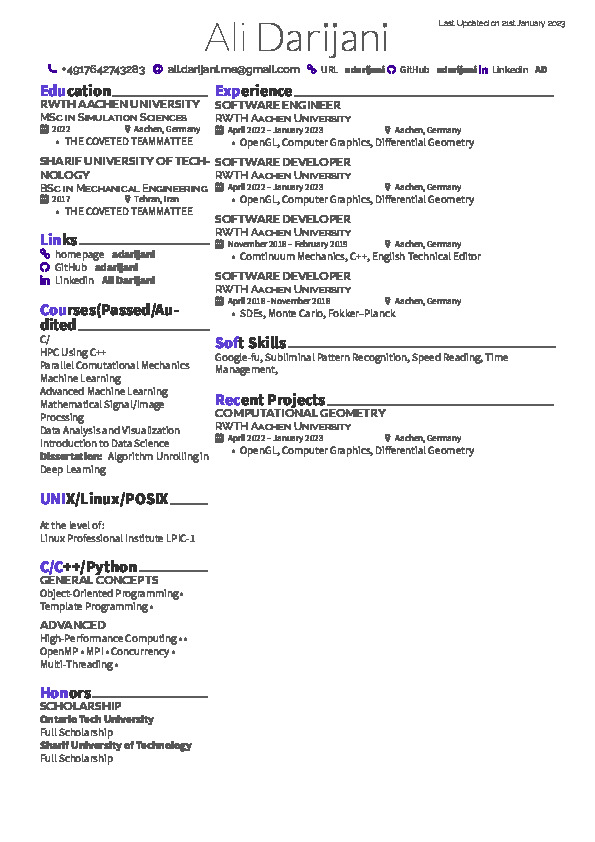 Ali Darijani
Last Updated on 21st January 2023
+4917642743283 ali.darijani.me@gmail.com URL adarijani GitHub adarijani Linkedin AD
Education
RWTH AACHEN UNIVERSITY
MSC IN SIMULATION SCIENCES
2022 Aachen, Germany
• THE COVETED TEAMMATTEE
SHARIF UNIVERSITY OF TECH-
NOLOGY
BSC IN MECHANICAL ENGINEERING
2017 Tehran, Iran
• THE COVETED TEAMMATTEE
Links
homepage adarijani
GitHub adarijani
Linkedin Ali Darijani
Courses(Passed/Au-
dited)
C/
HPC Using C++
Parallel Comutational Mechanics
Machine Learning
Advanced Machine Learning
Mathematical Signal/Image
Procssing
Data Analysis and Visualization
Introduction to Data Science
Dissertation: Algorithm Unrolling in
Deep Learning
UNIX/Linux/POSIX
At the level of:
Linux Professional Institute LPIC-1
C/C++/Python
GENERAL CONCEPTS
Object-Oriented Programming •
Template Programming •
ADVANCED
High-Performance Computing • •
OpenMP • MPI • Concurrency •
Multi-Threading •
Honors
SCHOLARSHIP
Ontario Tech University
Full Scholarship
Sharif University of Technology
Full Scholarship
Experience
SOFTWARE ENGINEER
RWTH AACHEN UNIVERSITY
April 2022 – January 2023 Aachen, Germany
• OpenGL, Computer Graphics, Differential Geometry
SOFTWARE DEVELOPER
RWTH AACHEN UNIVERSITY
April 2022 – January 2023 Aachen, Germany
• OpenGL, Computer Graphics, Differential Geometry
SOFTWARE DEVELOPER
RWTH AACHEN UNIVERSITY
November 2018 – February 2019 Aachen, Germany
• Comtinuum Mechanics, C++, English Technical Editor
SOFTWARE DEVELOPER
RWTH AACHEN UNIVERSITY
April 2018 -November 2018 Aachen, Germany
• SDEs, Monte Carlo, Fokker–Planck
Soft Skills
Google-fu, Subliminal Pattern Recognition, Speed Reading, Time
Management,
Recent Projects
COMPUTATIONAL GEOMETRY
RWTH AACHEN UNIVERSITY
April 2022 – January 2023 Aachen, Germany
• OpenGL, Computer Graphics, Differential Geometry